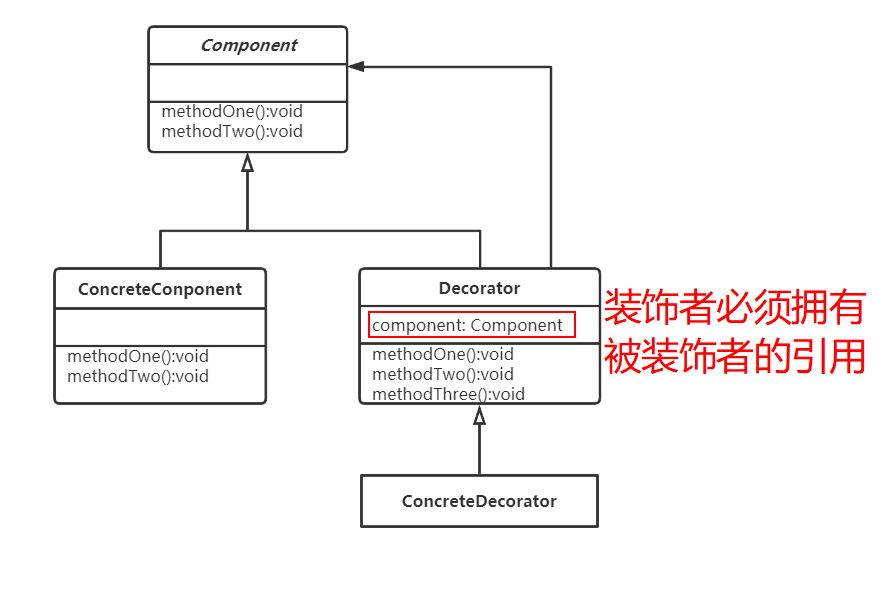 Component
methodOne():void
methodTwo():void
ConcreteConponent
methodOne():void
methodTwo():void
Decorator
component: Component
methodOne():void
methodTwo():void
methodThree():void
装饰者必须拥有
被装饰者的引用
ConcreteDecorator